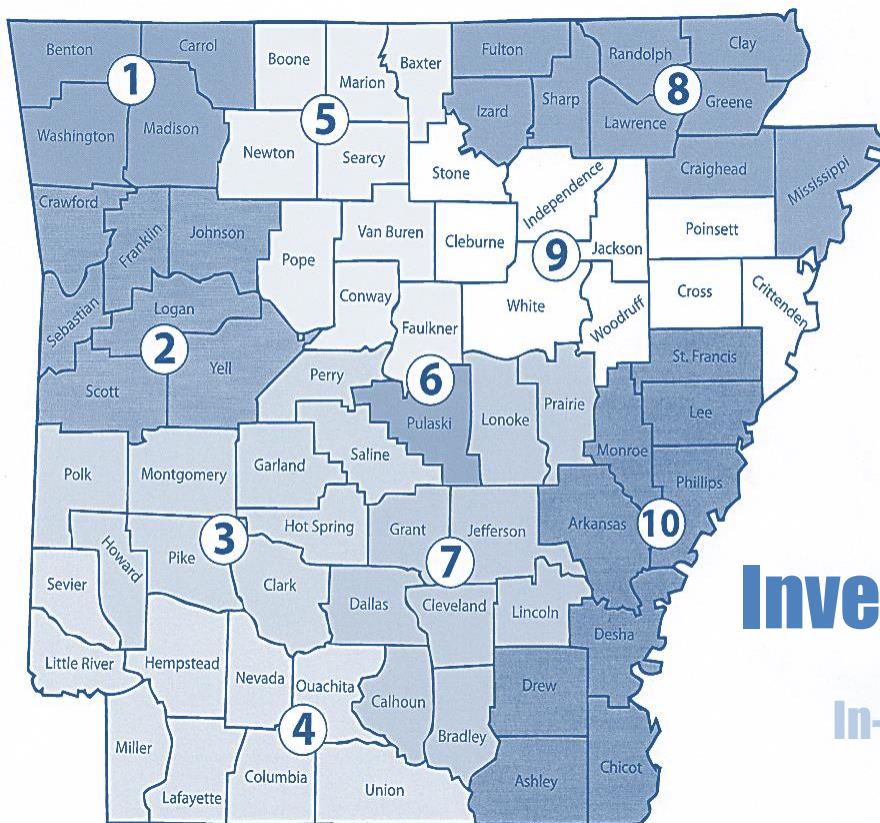 Benton
Carrol
Boone
Marion
Baxter
Fulton
Randolph
Clay
1
8
5
Izard
Sharp
Greene
Lawrence
Washington
Madison
Newton
Searcy
Stone
Independence
Craighead
Mississippi
Crawford
Franklin
Johnson
Pope
Van Buren
Cleburne
9
Jackson
Poinsett
Sebastian
Logan
Conway
Faulkner
White
Woodruff
Cross
Crittenden
2
Yell
Scott
Perry
6
Pulaski
Lonoke
Prairie
St. Francis
Lee
Monroe
Phillips
Polk
Montgomery
Garland
Saline
3
Hot Spring
Grant
Jefferson
Arkansas
10
Howard
Pike
7
Sevier
Clark
Dallas
Cleveland
Lincoln
Desha
Inve
Little River
Hempstead
Nevada
Ouachita
Calhoun
Bradley
Drew
4
In-
Miller
Lafayette
Columbia
Union
Ashley
Chicot